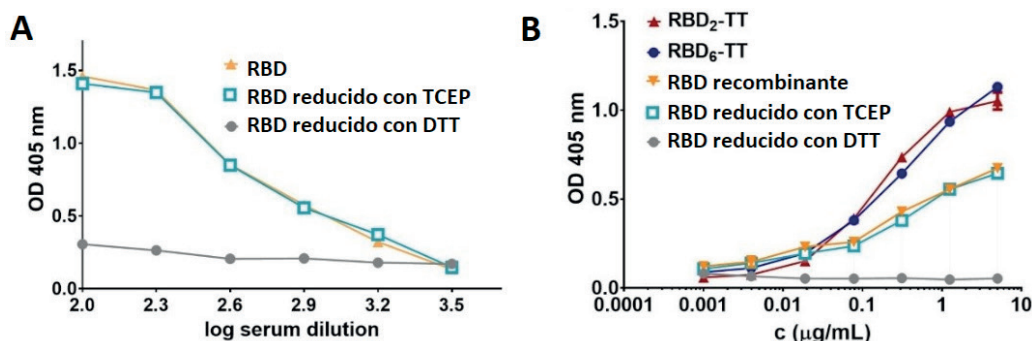 A
OD 405 nm
1.5
1.0
0.5
0.0
2.0 2.3 2.6 2.9 3.2 3.5
log serum dilution
RBD
RBD reducido con TCEP
RBD reducido con DTT
B
OD 405 nm
1.5
1.0
0.5
0.0
0.0001 0.001 0.01 0.1 1 10
c (µg/mL)
RBD₂-TT
RBD₆-TT
RBD recombinante
RBD reducido con TCEP
RBD reducido con DTT